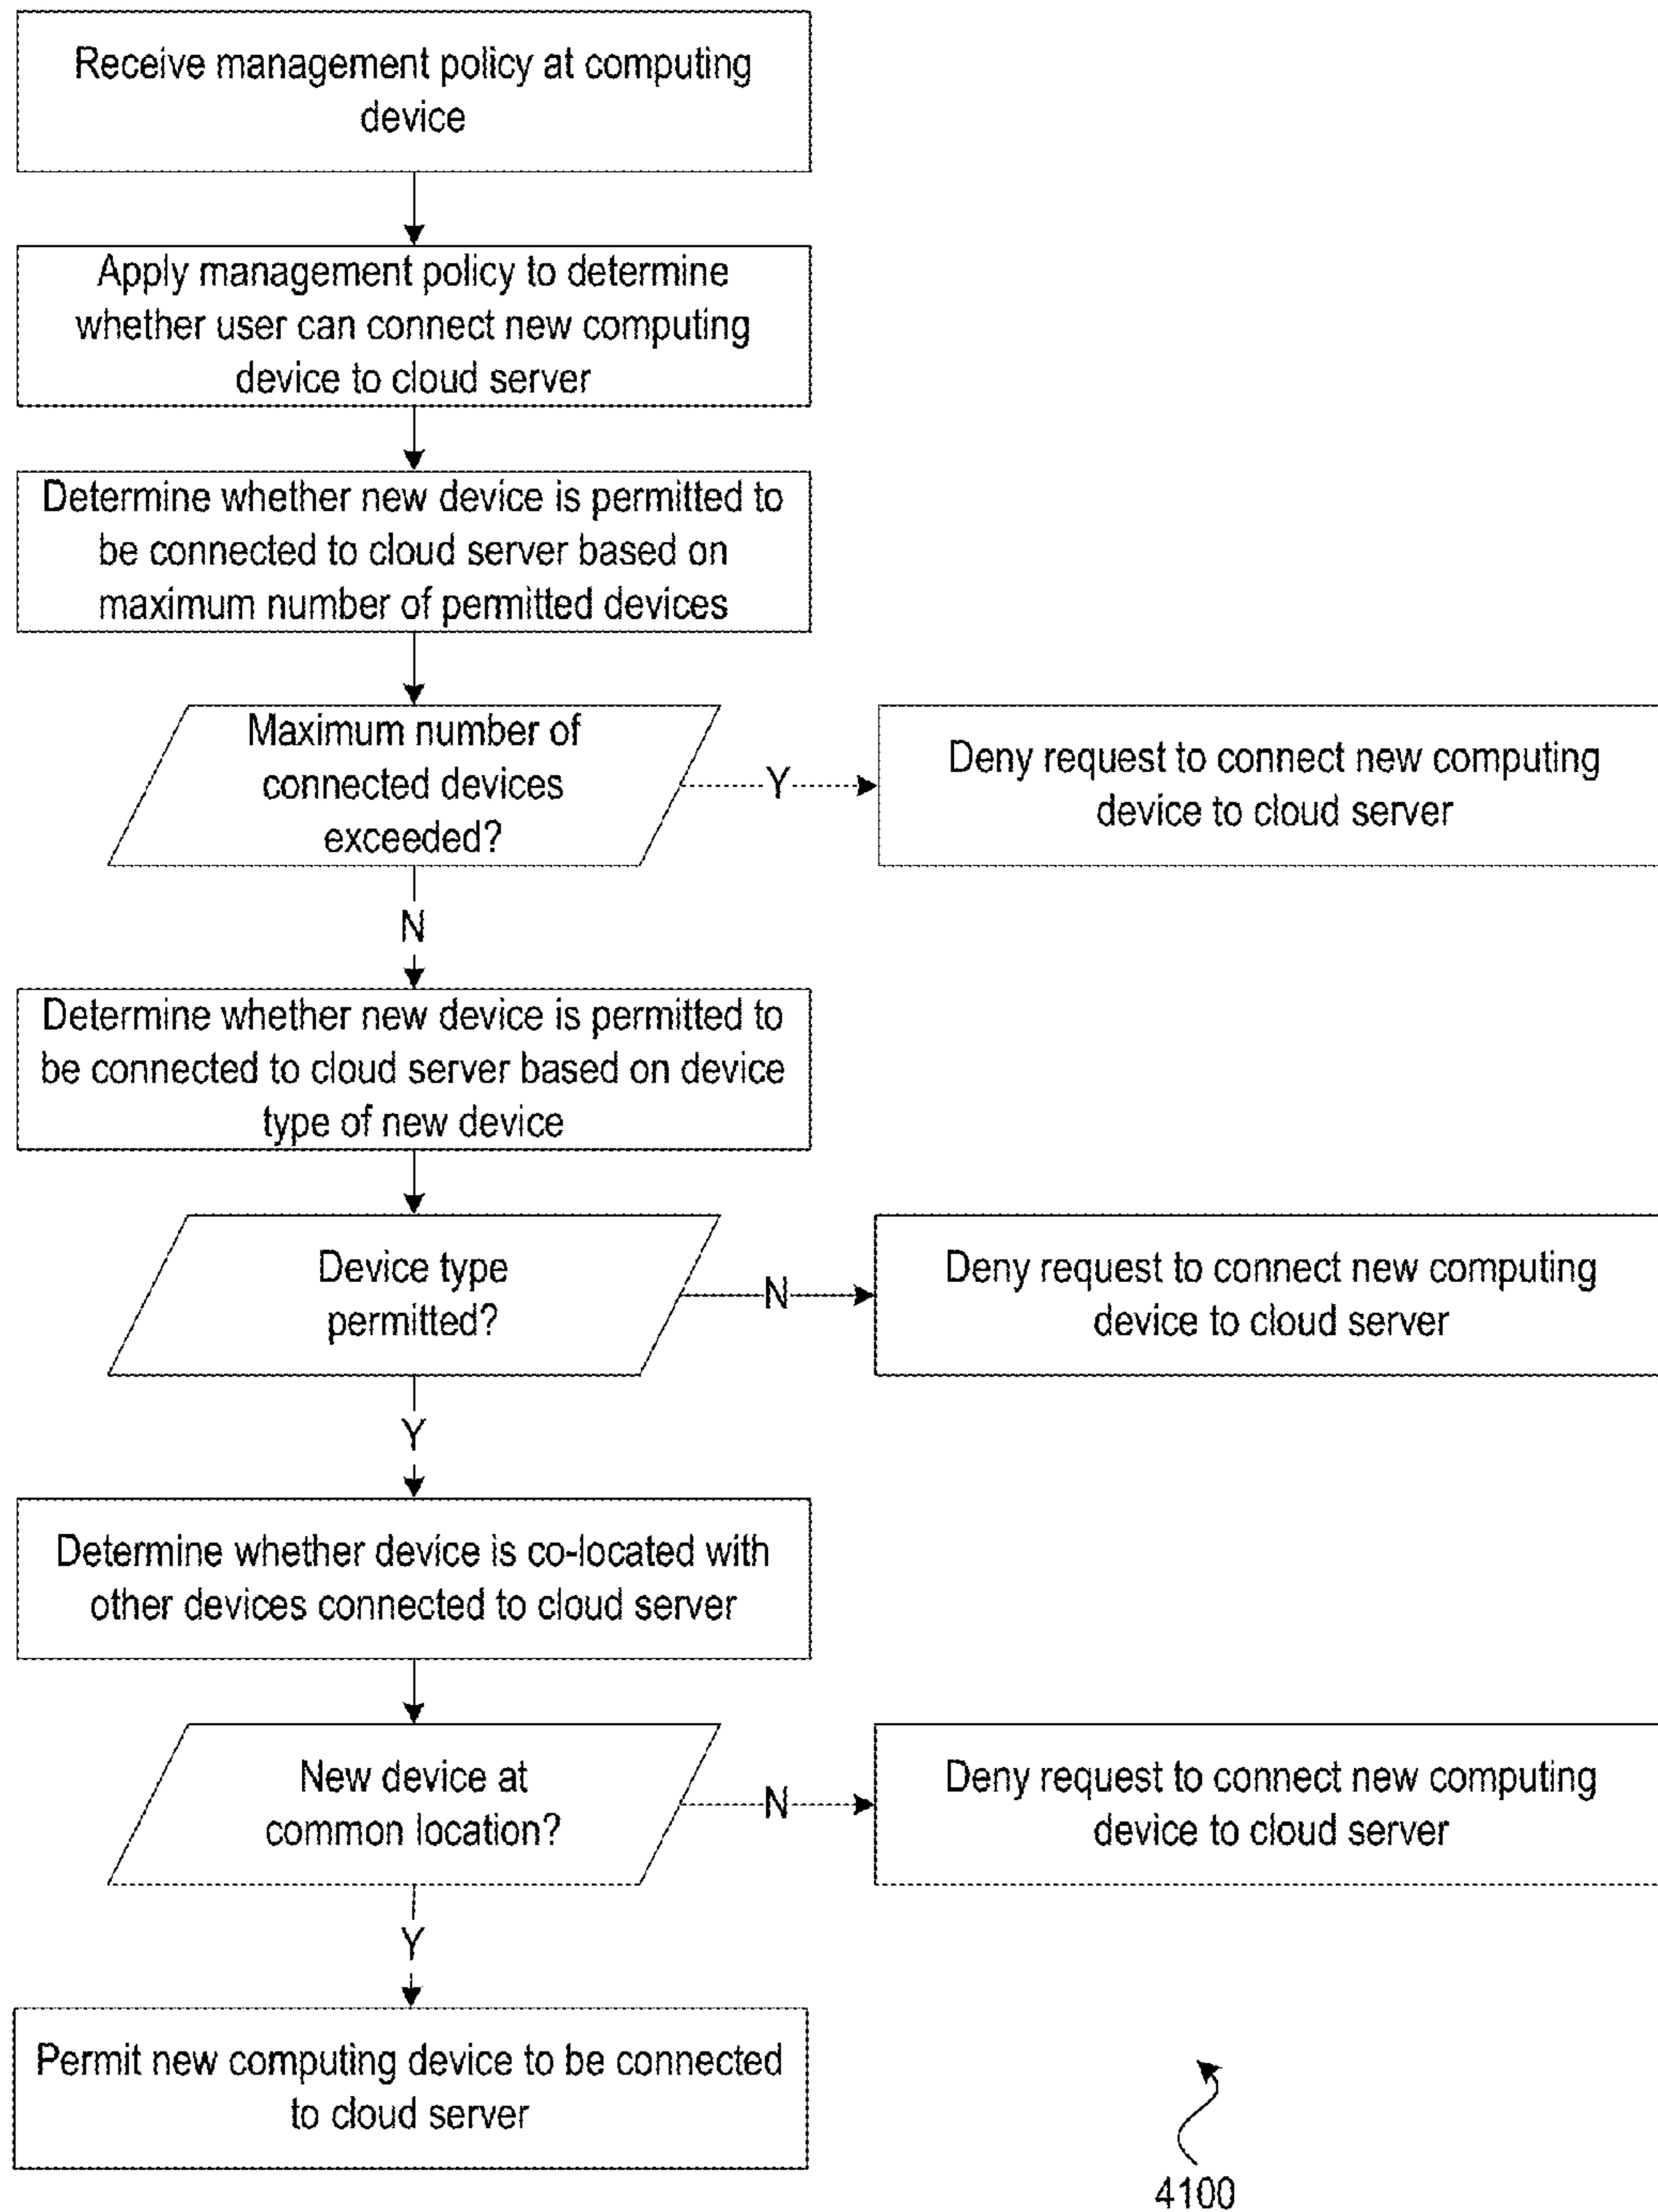 Receive management policy at computing
device
Apply management policy to determine
whether user can connect new computing
device to cloud server
Determine whether new device is permitted to
be connected to cloud server based on
maximum number of permitted devices
Maximum number of
connected devices
exceeded?
Y
Deny request to connect new computing
device to cloud server
N
Determine whether new device is permitted to
be connected to cloud server based on device
type of new device
Device type
permitted?
N
Deny request to connect new computing
device to cloud server
Y
Determine whether device is co-located with
other devices connected to cloud server
New device at
common location?
N
Deny request to connect new computing
device to cloud server
Y
Permit new computing device to be connected
to cloud server
4100